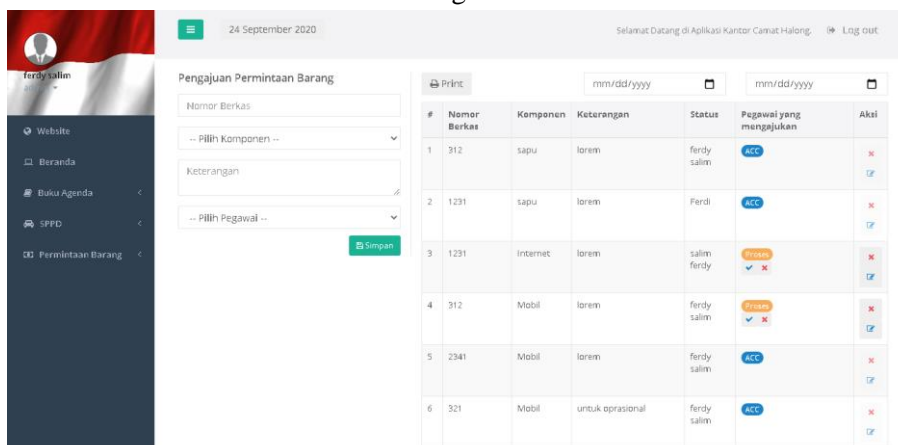 24 September 2020
Selamat Datang di Aplikasi Kantor Camat Halong.
Log out
ferdy salim
Website
Beranda
Buku Agenda
SPPD
Permintaan Barang
Pengajuan Permintaan Barang
Nomor Berkas
-- Pilih Komponen --
Keterangan
-- Pilih Pegawai --
Simpan
Print
mm/dd/yyyy
mm/dd/yyyy
# Nomor Berkas Komponen Keterangan Status Pegawai yang mengajukan Aksi
1 312 sapu lorem ferdy salim ACC
2 1231 sapu lorem Ferdi ACC
3 1231 Internet lorem salim ferdy Proses
4 312 Mobil lorem ferdy salim Proses
5 2341 Mobil lorem ferdy salim ACC
6 321 Mobil untuk oprasional ferdy salim ACC